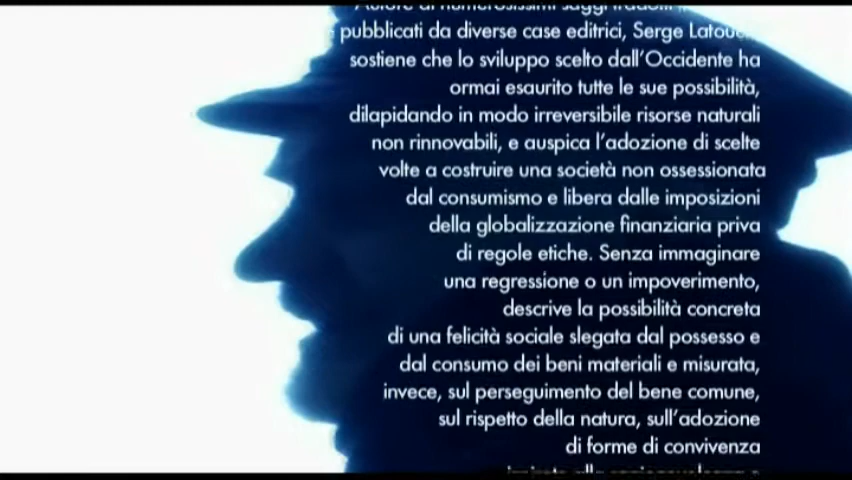 Autore di numerosissimi saggi
pubblicati da diverse case editrici, Serge
sostiene che lo sviluppo scelto dall'Occidente ha
ormai esaurito tutte le sue possibilità,
dilapidando in modo irreversibile risorse naturali
non rinnovabili, e auspica l'adozione di scelte
volte a costruire una società non ossessionata
dal consumismo e libera dalle imposizioni
della globalizzazione finanziaria priva
di regole etiche. Senza immaginare
una regressione o un impoverimento,
descrive la possibilità concreta
di una felicità sociale slegata dal possesso e
dal consumo dei beni materiali e misurata,
invece, sul perseguimento del bene comune,
sul rispetto della natura, sull'adozione
di forme di convivenza